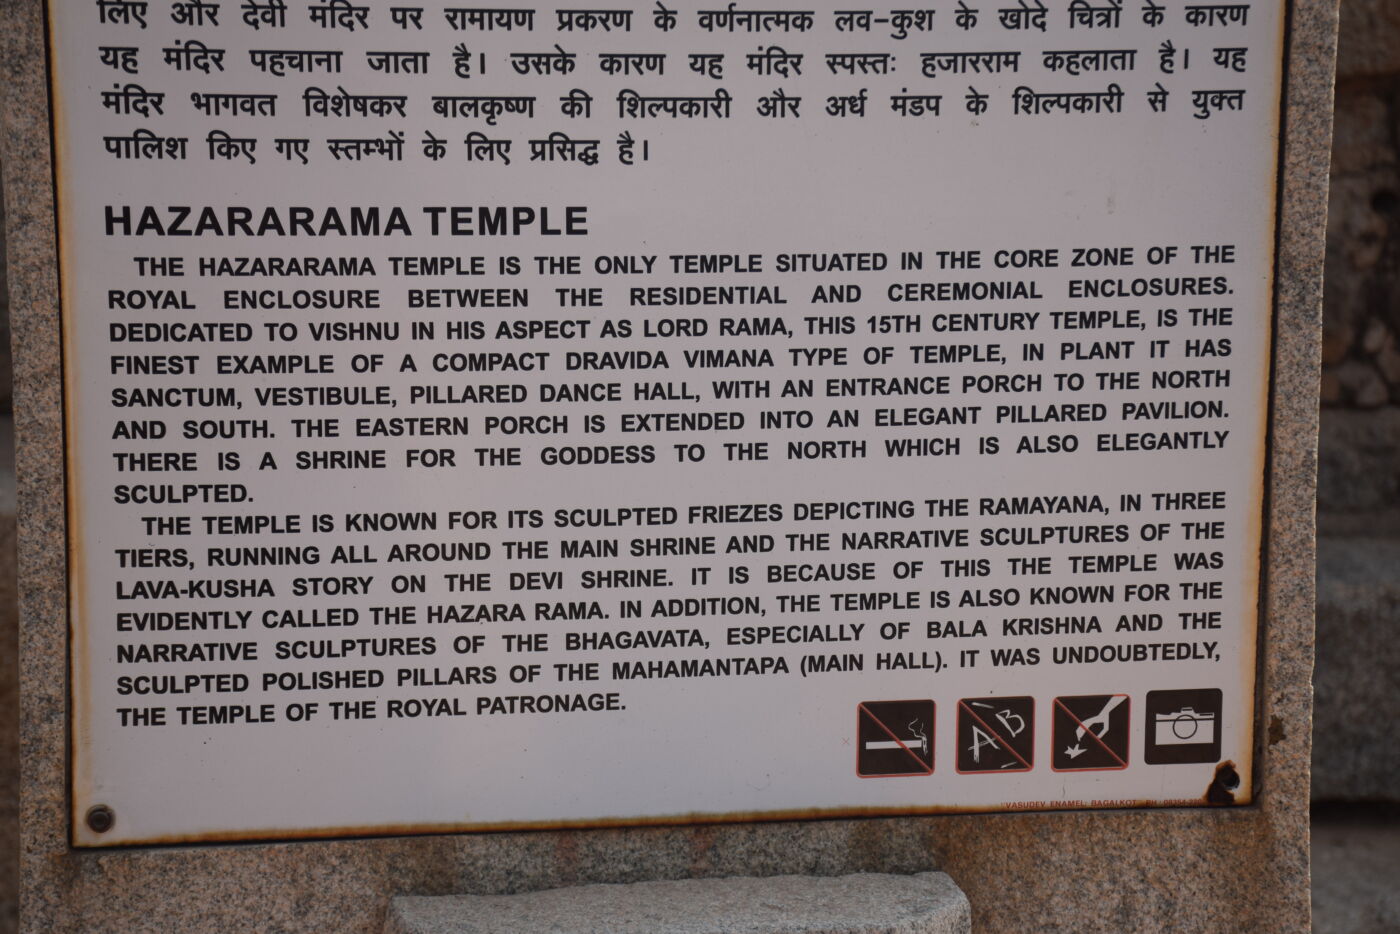 लिए और देवी मंदिर पर रामायण प्रकरण के वर्णनात्मक लव-कुश के खोदे चित्रों के कारण
यह मंदिर पहचाना जाता है। उसके कारण यह मंदिर स्पस्तः हजारराम कहलाता है। यह
मंदिर भागवत विशेषकर बालकृष्ण की शिल्पकारी और अर्ध मंडप के शिल्पकारी से युक्त
पालिश किए गए स्तम्भों के लिए प्रसिद्ध है।
HAZARARAMA TEMPLE
THE HAZARARAMA TEMPLE IS THE ONLY TEMPLE SITUATED IN THE CORE ZONE OF THE
ROYAL ENCLOSURE BETWEEN THE RESIDENTIAL AND CEREMONIAL ENCLOSURES.
DEDICATED TO VISHNU IN HIS ASPECT AS LORD RAMA, THIS 15TH CENTURY TEMPLE, IS THE
FINEST EXAMPLE OF A COMPACT DRAVIDA VIMANA TYPE OF TEMPLE, IN PLANT IT HAS
SANCTUM, VESTIBULE, PILLARED DANCE HALL, WITH AN ENTRANCE PORCH TO THE NORTH
AND SOUTH. THE EASTERN PORCH IS EXTENDED INTO AN ELEGANT PILLARED PAVILION.
THERE IS A SHRINE FOR THE GODDESS TO THE NORTH WHICH IS ALSO ELEGANTLY
SCULPTED.
THE TEMPLE IS KNOWN FOR ITS SCULPTED FRIEZES DEPICTING THE RAMAYANA, IN THREE
TIERS, RUNNING ALL AROUND THE MAIN SHRINE AND THE NARRATIVE SCULPTURES OF THE
LAVA-KUSHA STORY ON THE DEVI SHRINE. IT IS BECAUSE OF THIS THE TEMPLE WAS
EVIDENTLY CALLED THE HAZARA RAMA. IN ADDITION, THE TEMPLE IS ALSO KNOWN FOR THE
NARRATIVE SCULPTURES OF THE BHAGAVATA, ESPECIALLY OF BALA KRISHNA AND THE
SCULPTED POLISHED PILLARS OF THE MAHAMANTAPA (MAIN HALL). IT WAS UNDOUBTEDLY,
THE TEMPLE OF THE ROYAL PATRONAGE.
A B
VASUDEV ENAMEL, BAGALKOT PH: